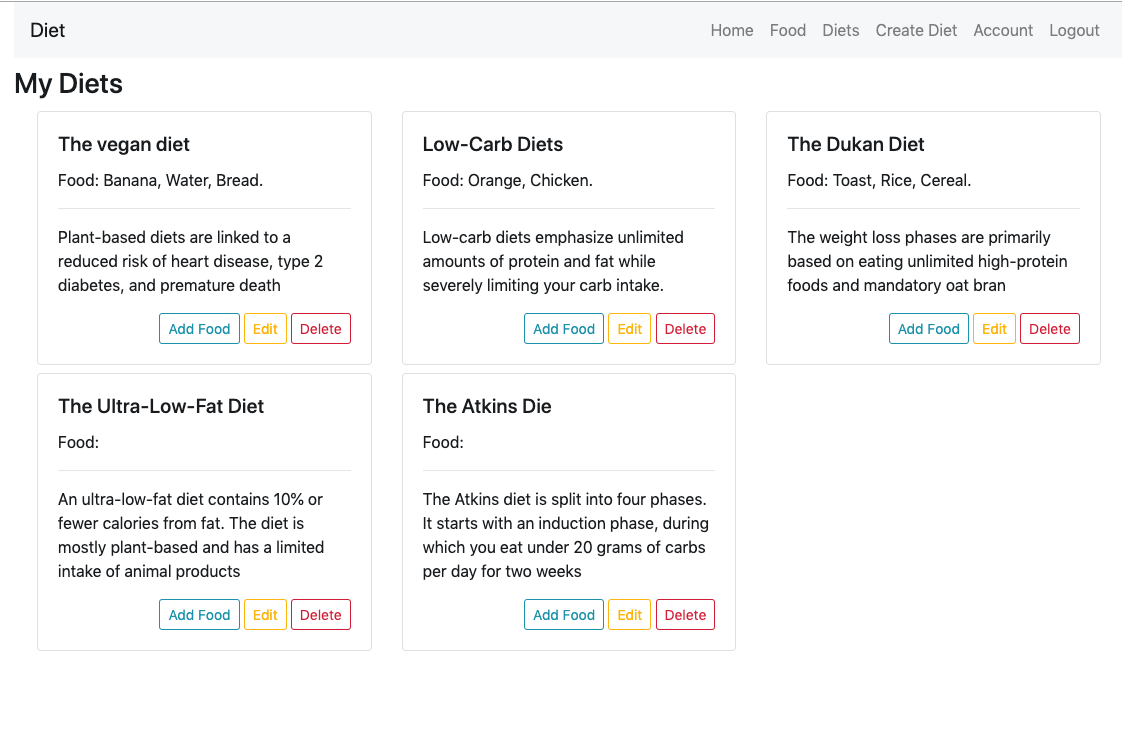 Diet
Home Food Diets Create Diet Account Logout
My Diets
The vegan diet
Food: Banana, Water, Bread.
Plant-based diets are linked to a
reduced risk of heart disease, type 2
diabetes, and premature death
Add Food Edit Delete
Low-Carb Diets
Food: Orange, Chicken.
Low-carb diets emphasize unlimited
amounts of protein and fat while
severely limiting your carb intake.
Add Food Edit Delete
The Dukan Diet
Food: Toast, Rice, Cereal.
The weight loss phases are primarily
based on eating unlimited high-protein
foods and mandatory oat bran
Add Food Edit Delete
The Ultra-Low-Fat Diet
Food:
An ultra-low-fat diet contains 10% or
fewer calories from fat. The diet is
mostly plant-based and has a limited
intake of animal products
Add Food Edit Delete
The Atkins Die
Food:
The Atkins diet is split into four phases.
It starts with an induction phase, during
which you eat under 20 grams of carbs
per day for two weeks
Add Food Edit Delete